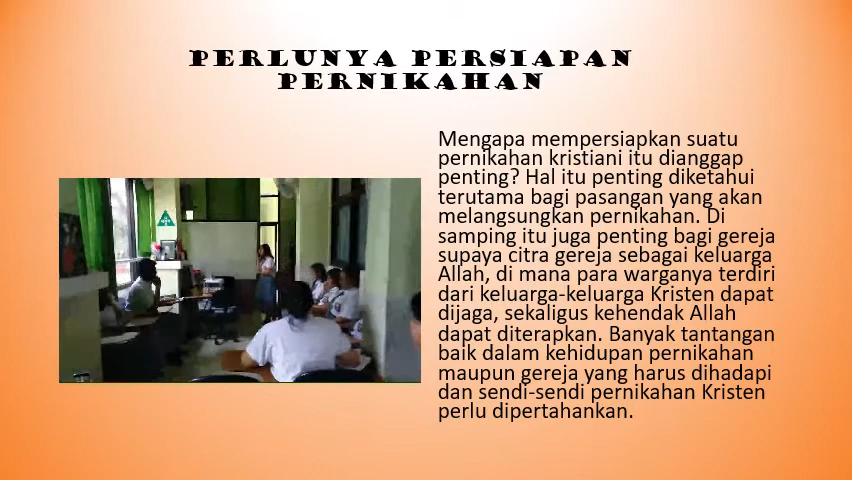 PERLUNYA PERSIAPAN
PERNIKAHAN
Mengapa mempersiapkan suatu
pernikahan kristiani itu dianggap
penting? Hal itu penting diketahui
terutama bagi pasangan yang akan
melangsungkan pernikahan. Di
samping itu juga penting bagi gereja
supaya citra gereja sebagai keluarga
Allah, di mana para warganya terdiri
dari keluarga-keluarga Kristen dapat
dijaga, sekaligus kehendak Allah
dapat diterapkan. Banyak tantangan
baik dalam kehidupan pernikahan
maupun gereja yang harus dihadapi
dan sendi-sendi pernikahan Kristen
perlu dipertahankan.